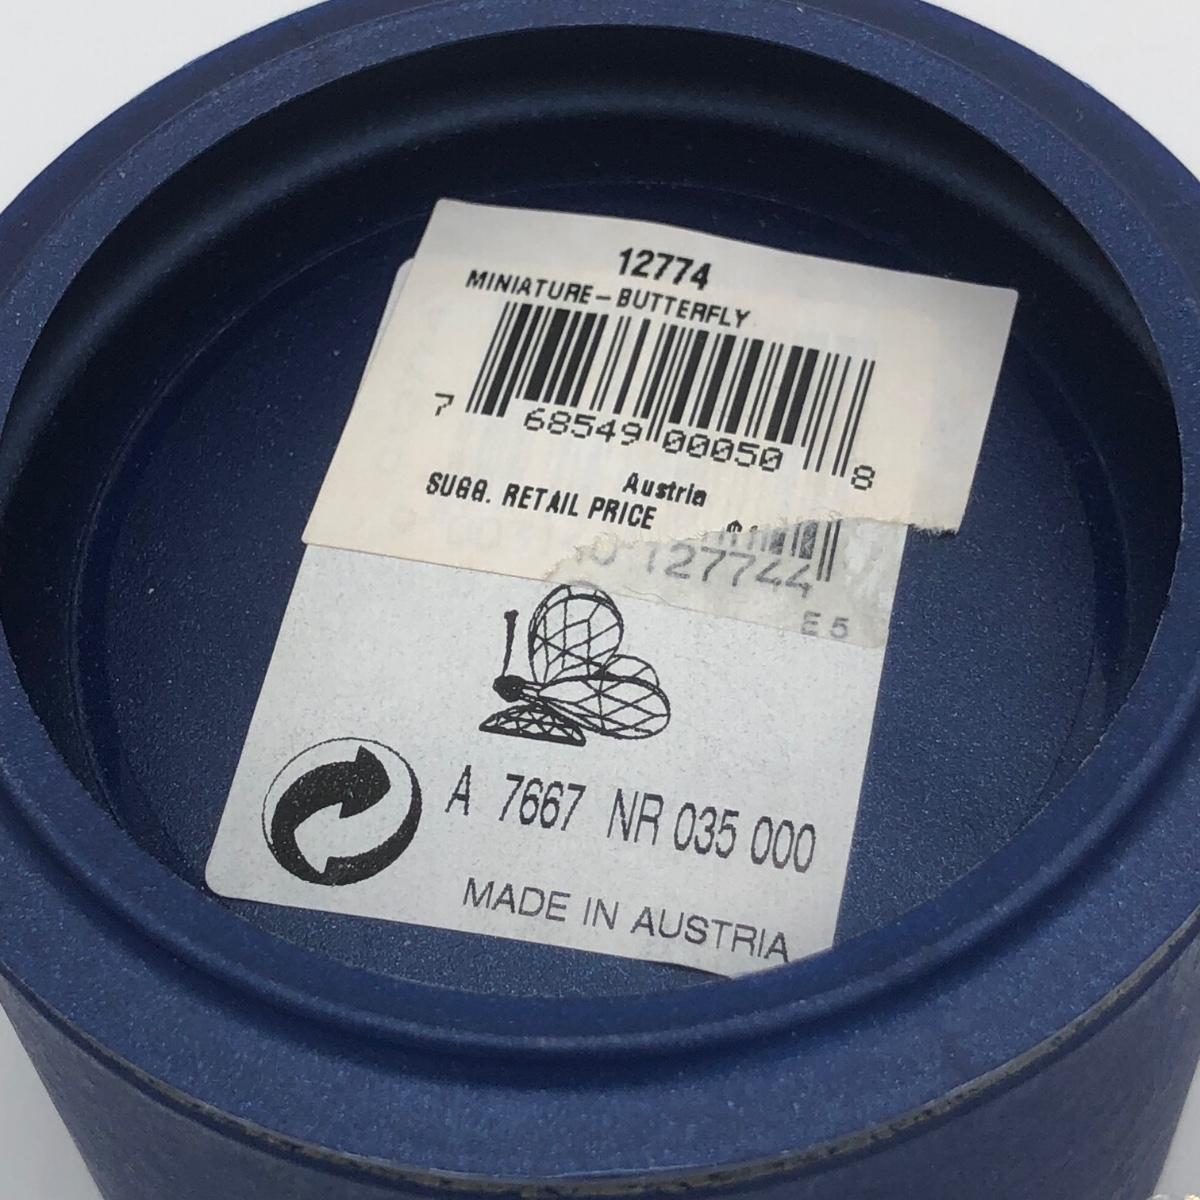 12774
MINIATURE-BUTTERFLY
7 68549 00050 8
Austria
SUGG. RETAIL PRICE
127744
E 5
A 7667 NR 035 000
MADE IN AUSTRIA